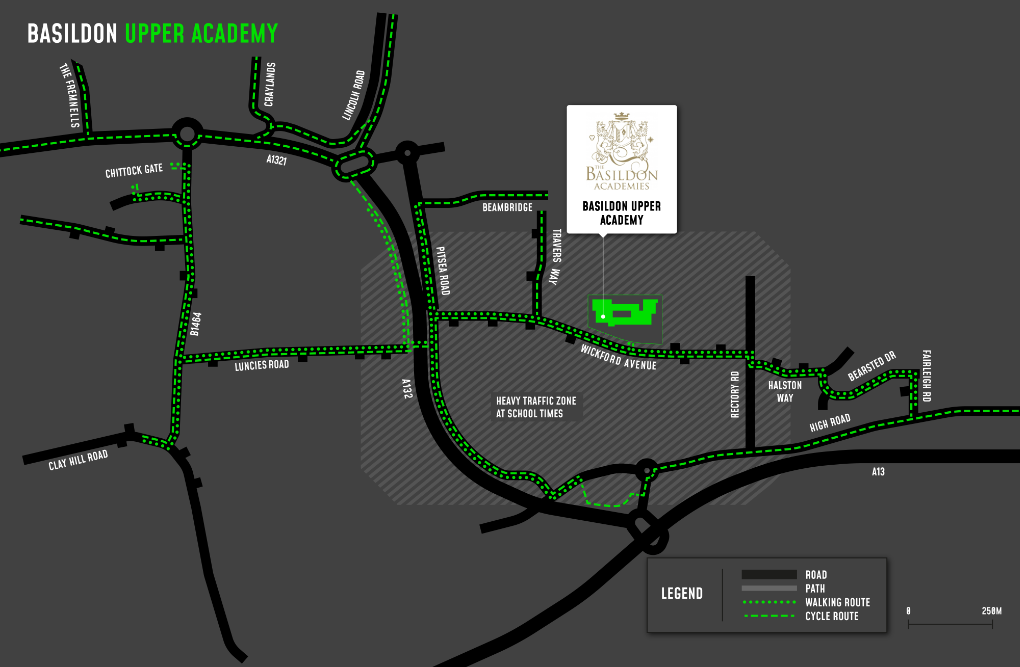 BASILDON UPPER ACADEMY
THE FREMNELLS
CRAYLANDS
LINCOLN ROAD
A1321
CHITTOCK GATE
THE
BASILDON
ACADEMIES
BASILDON UPPER
ACADEMY
BEAMBRIDGE
TRAVERS WAY
PITSEA ROAD
B1464
LUNCIES ROAD
A132
WICKFORD AVENUE
HEAVY TRAFFIC ZONE
AT SCHOOL TIMES
RECTORY RD
HALSTON
WAY
BEARSTED DR
FAIRLEIGH RD
HIGH ROAD
CLAY HILL ROAD
A13
LEGEND
ROAD
PATH
WALKING ROUTE
CYCLE ROUTE
0 250M